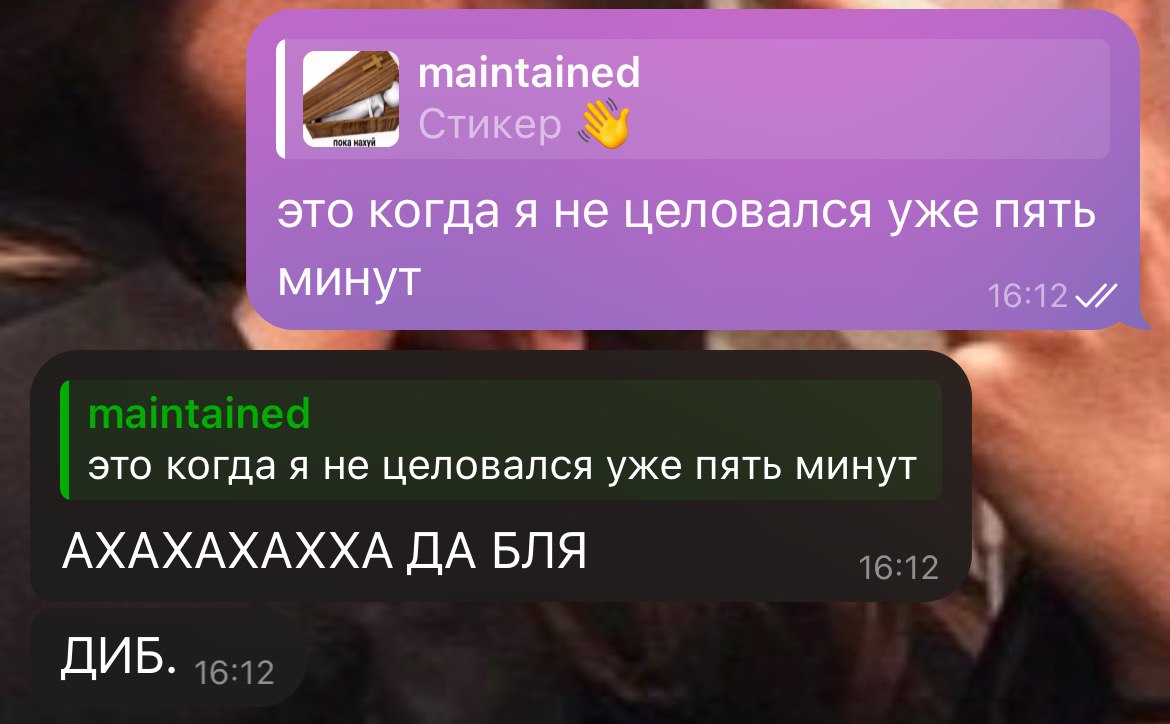 maintained
Стикер 👋
пока нахуй
это когда я не целовался уже пять
минут
16:12
maintained
это когда я не целовался уже пять минут
АХАХАХАХХА ДА БЛЯ
16:12
ДИБ. 16:12